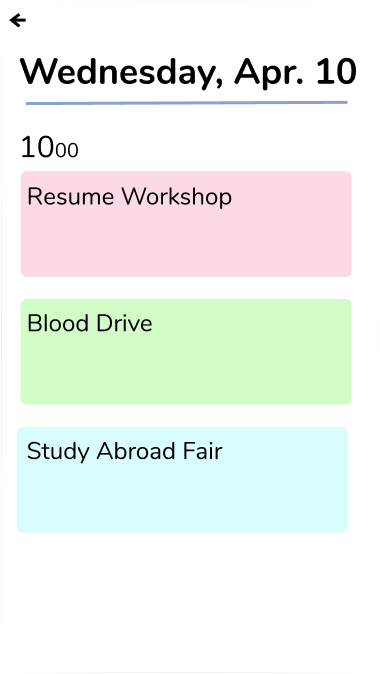 Wednesday, Apr. 10
1000
Resume Workshop
Blood Drive
Study Abroad Fair